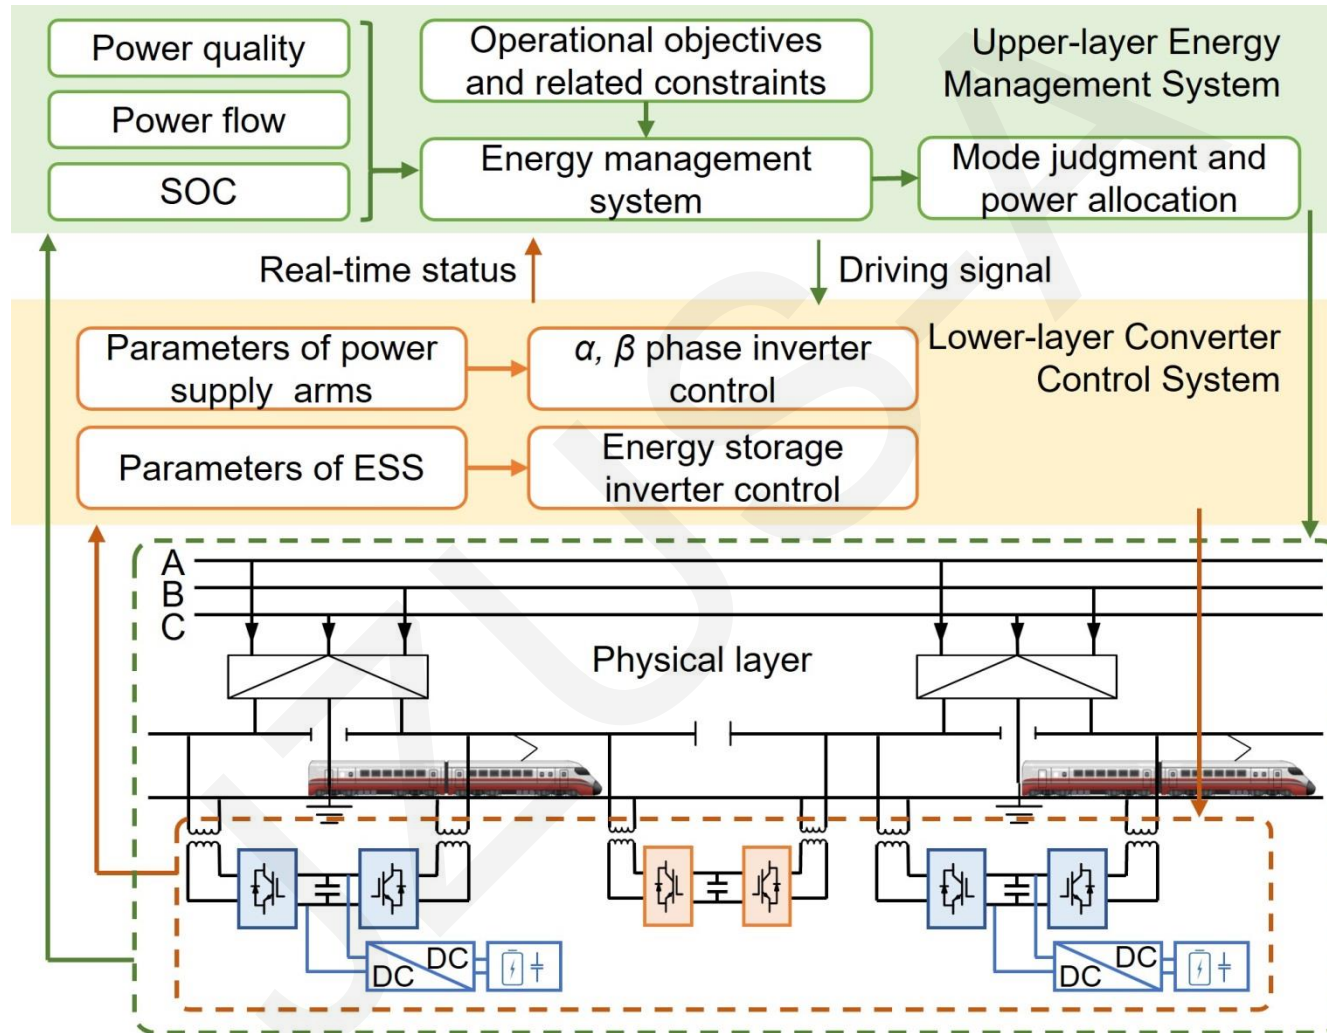 Power quality
Power flow
SOC
Operational objectives
and related constraints
Energy management
system
Upper-layer Energy
Management System
Mode judgment and
power allocation
Real-time status
Driving signal
Parameters of power
supply arms
α, β phase inverter
control
Lower-layer Converter
Control System
Parameters of ESS
Energy storage
inverter control
A
B
C
Physical layer
DC
DC
DC
DC
JZUS-A